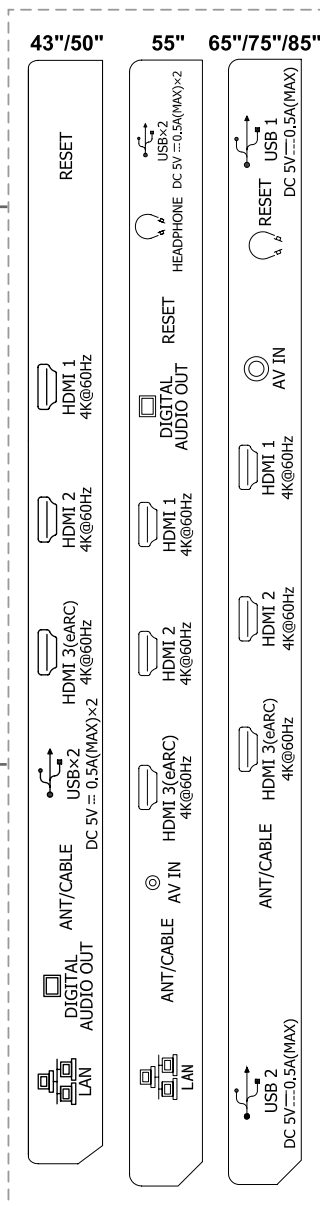 43"/50"
RESET
HDMI 1
4K@60Hz
HDMI 2
4K@60Hz
HDMI 3(eARC)
4K@60Hz
USB×2
DC 5V ⎓ 0.5A(MAX)×2
ANT/CABLE
DIGITAL
AUDIO OUT
LAN
55"
USB×2
DC 5V ⎓ 0.5A(MAX)×2
HEADPHONE
RESET
DIGITAL
AUDIO OUT
HDMI 1
4K@60Hz
HDMI 2
4K@60Hz
HDMI 3(eARC)
4K@60Hz
AV IN
ANT/CABLE
LAN
65"/75"/85"
USB 1
DC 5V⎓0.5A(MAX)
RESET
AV IN
HDMI 1
4K@60Hz
HDMI 2
4K@60Hz
HDMI 3(eARC)
4K@60Hz
ANT/CABLE
USB 2
DC 5V⎓0.5A(MAX)